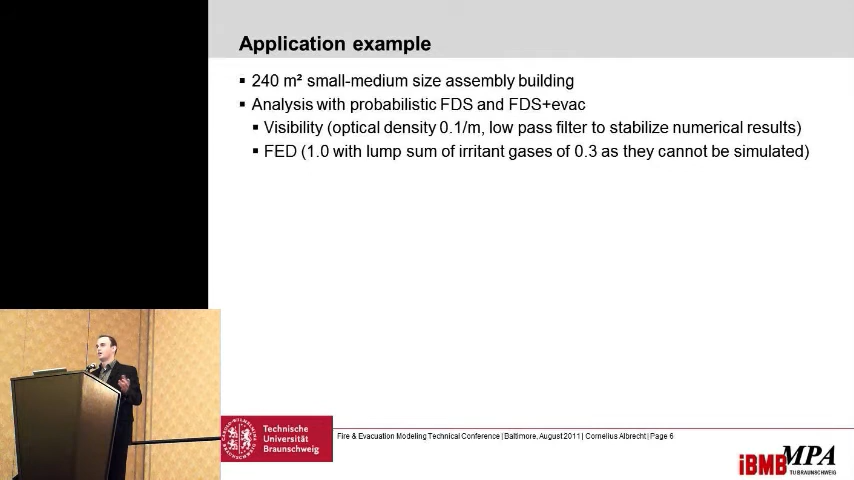 Application example
▪ 240 m² small-medium size assembly building
▪ Analysis with probabilistic FDS and FDS+evac
▪ Visibility (optical density 0.1/m, low pass filter to stabilize numerical results)
▪ FED (1.0 with lump sum of irritant gases of 0.3 as they cannot be simulated)
Technische
Universität
Braunschweig
Fire & Evacuation Modeling Technical Conference | Baltimore, August 2011 | Cornelius Albrecht | Page 6
iBMB MPA
TU BRAUNSCHWEIG